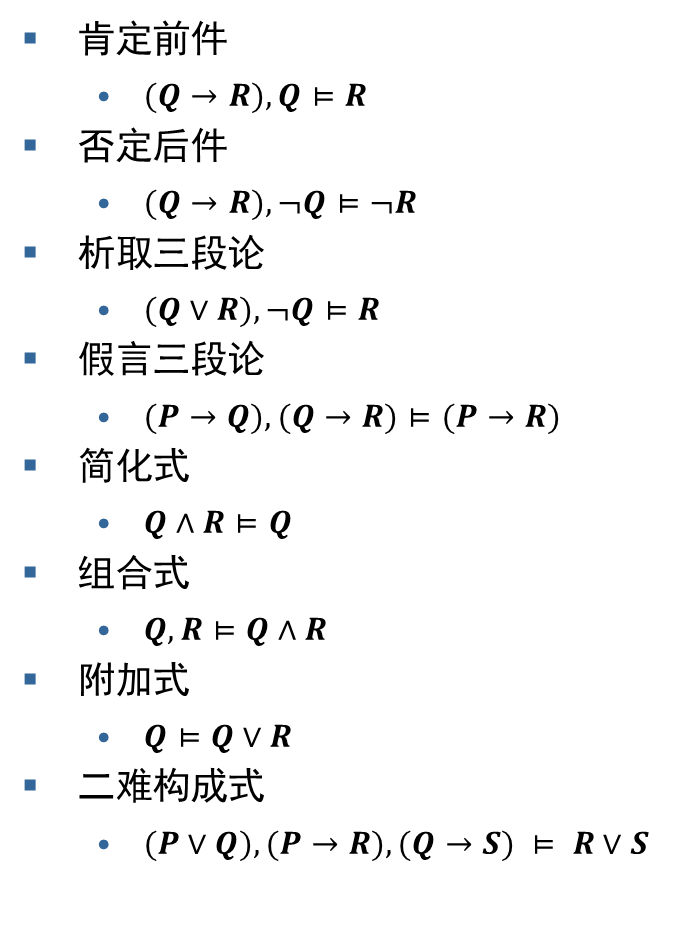 ▪ 肯定前件
• (Q → R), Q ⊨ R
▪ 否定后件
• (Q → R), ¬Q ⊨ ¬R
▪ 析取三段论
• (Q ∨ R), ¬Q ⊨ R
▪ 假言三段论
• (P → Q), (Q → R) ⊨ (P → R)
▪ 简化式
• Q ∧ R ⊨ Q
▪ 组合式
• Q, R ⊨ Q ∧ R
▪ 附加式
• Q ⊨ Q ∨ R
▪ 二难构成式
• (P ∨ Q), (P → R), (Q → S) ⊨ R ∨ S